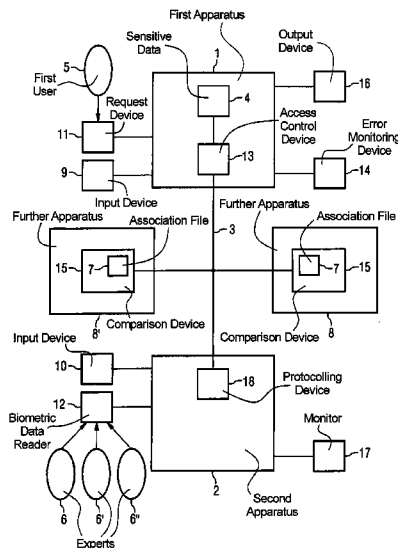 First Apparatus
Sensitive
Data
Output
Device
5
First
User
1
4
16
Request
Device
11
Access
Control
Device
13
Error
Monitoring
Device
14
9
Input Device
Further Apparatus
Association File
3
Further Apparatus
Association File
15
7
7
15
Comparison Device
8'
Comparison Device
8
Input Device
10
Biometric
Data
Reader
12
18
Protocolling
Device
Monitor
17
6
6'
6"
Experts
2
Second
Apparatus